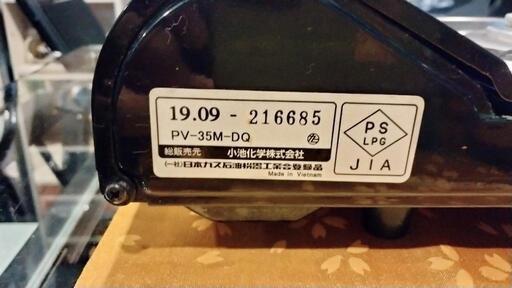 19.09 - 216685
PV-35M-DQ
総販売元 小池化学株式会社
(一社)日本ガス石油機器工業会登録品
Made in Vietnam
PS
LPG
JIA